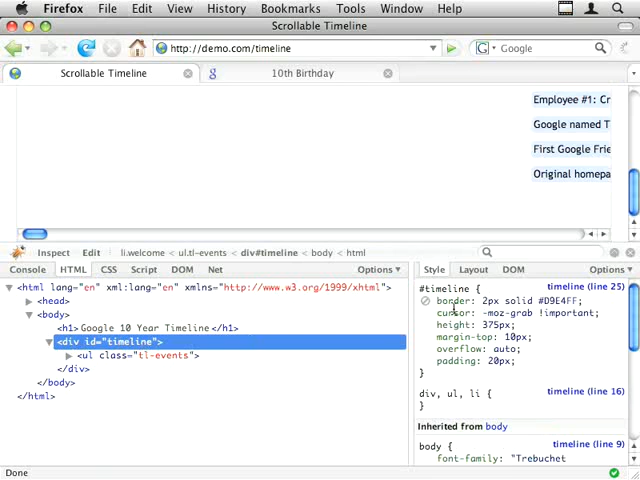 Firefox File Edit View History Bookmarks Tools Window Help
Scrollable Timeline
http://demo.com/timeline
Google
Scrollable Timeline
10th Birthday
Employee #1: Cr
Google named T
First Google Frie
Original homepa
Inspect Edit li.welcome < ul.tl-events < div#timeline < body < html
Console HTML CSS Script DOM Net Options
Style Layout DOM Options
<html lang="en" xml:lang="en" xmlns="http://www.w3.org/1999/xhtml">
<head>
<body>
<h1>Google 10 Year Timeline</h1>
<div id="timeline">
<ul class="tl-events">
</div>
</body>
</html>
#timeline { timeline (line 25)
border: 2px solid #D9E4FF;
cursor: -moz-grab !important;
height: 375px;
margin-top: 10px;
overflow: auto;
padding: 20px;
}
div, ul, li { timeline (line 16)
}
Inherited from body
body { timeline (line 9)
font-family: "Trebuchet
Done